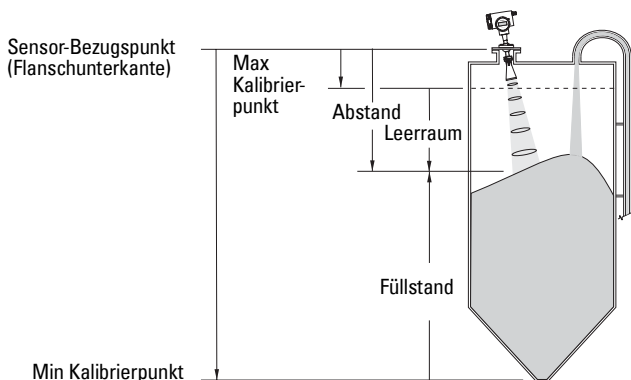 Sensor-Bezugspunkt
(Flanschunterkante)
Max
Kalibrier-
punkt
Abstand
Leerraum
Füllstand
Min Kalibrierpunkt